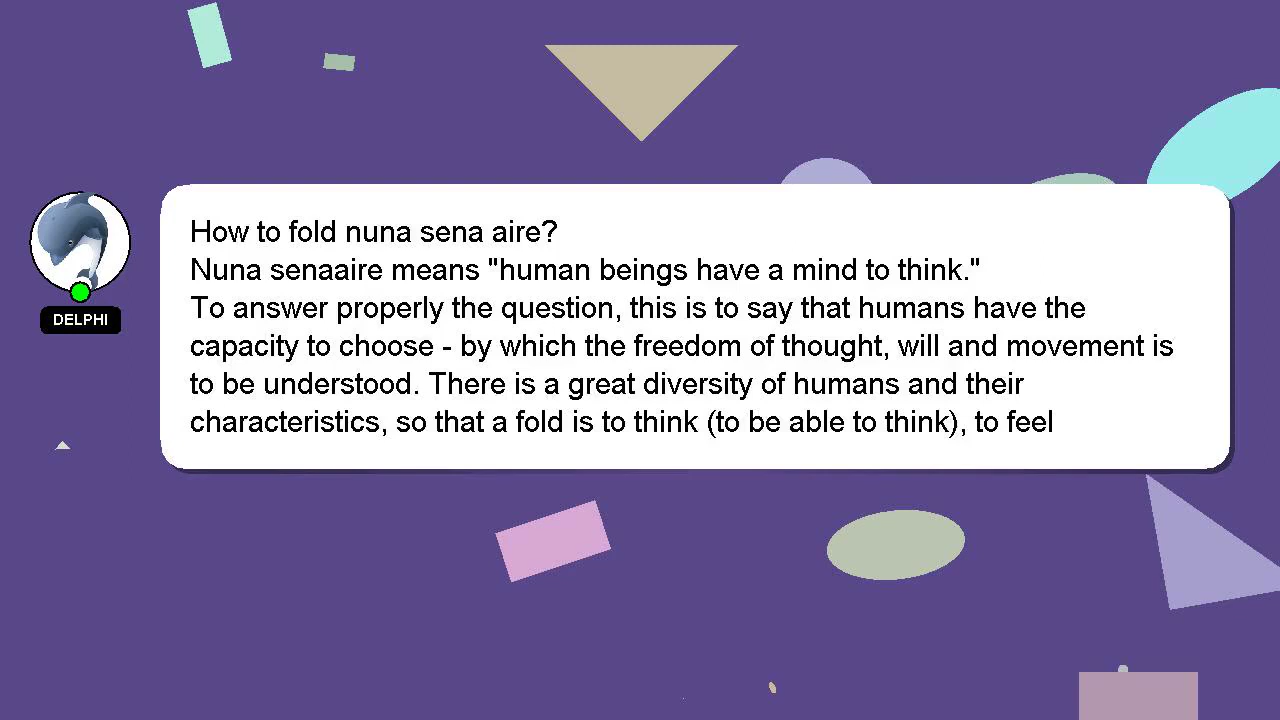 How to fold nuna sena aire?
Nuna senaaire means "human beings have a mind to think."
To answer properly the question, this is to say that humans have the
capacity to choose - by which the freedom of thought, will and movement is
to be understood. There is a great diversity of humans and their
characteristics, so that a fold is to think (to be able to think), to feel
DELPHI